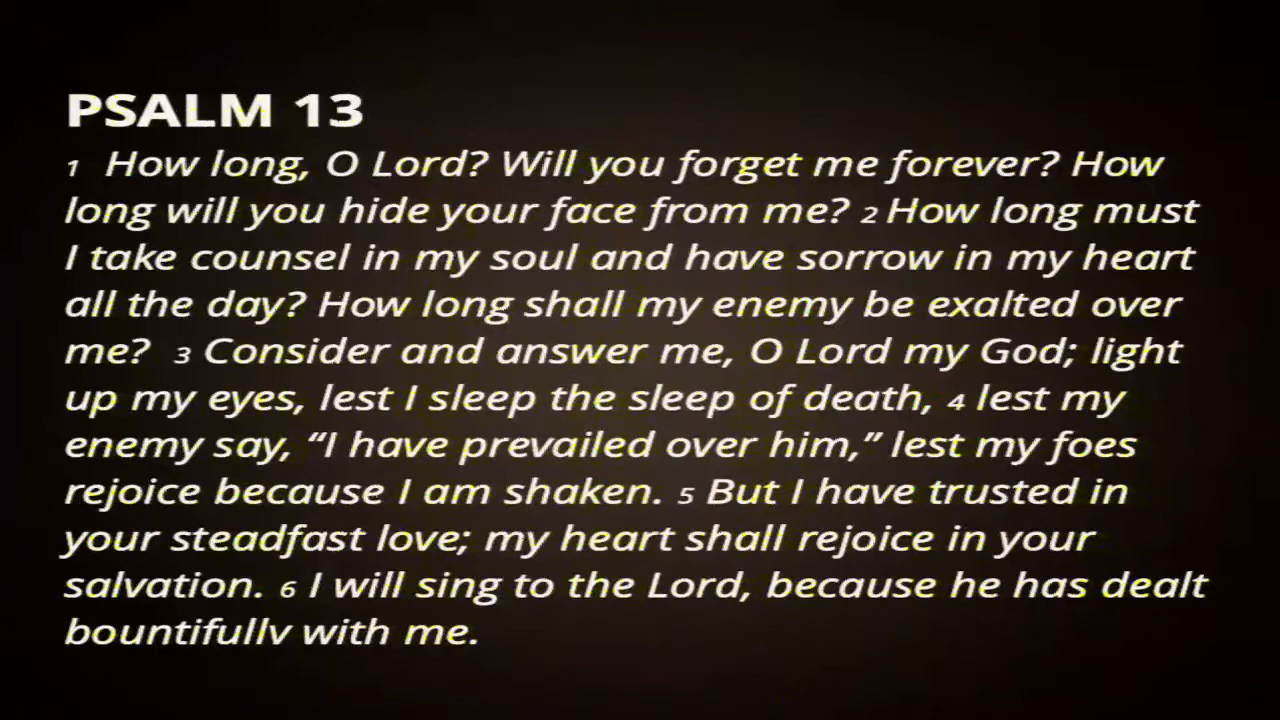 PSALM 13
1 How long, O Lord? Will you forget me forever? How
long will you hide your face from me? 2 How long must
I take counsel in my soul and have sorrow in my heart
all the day? How long shall my enemy be exalted over
me? 3 Consider and answer me, O Lord my God; light
up my eyes, lest I sleep the sleep of death, 4 lest my
enemy say, “I have prevailed over him,” lest my foes
rejoice because I am shaken. 5 But I have trusted in
your steadfast love; my heart shall rejoice in your
salvation. 6 I will sing to the Lord, because he has dealt
bountifully with me.